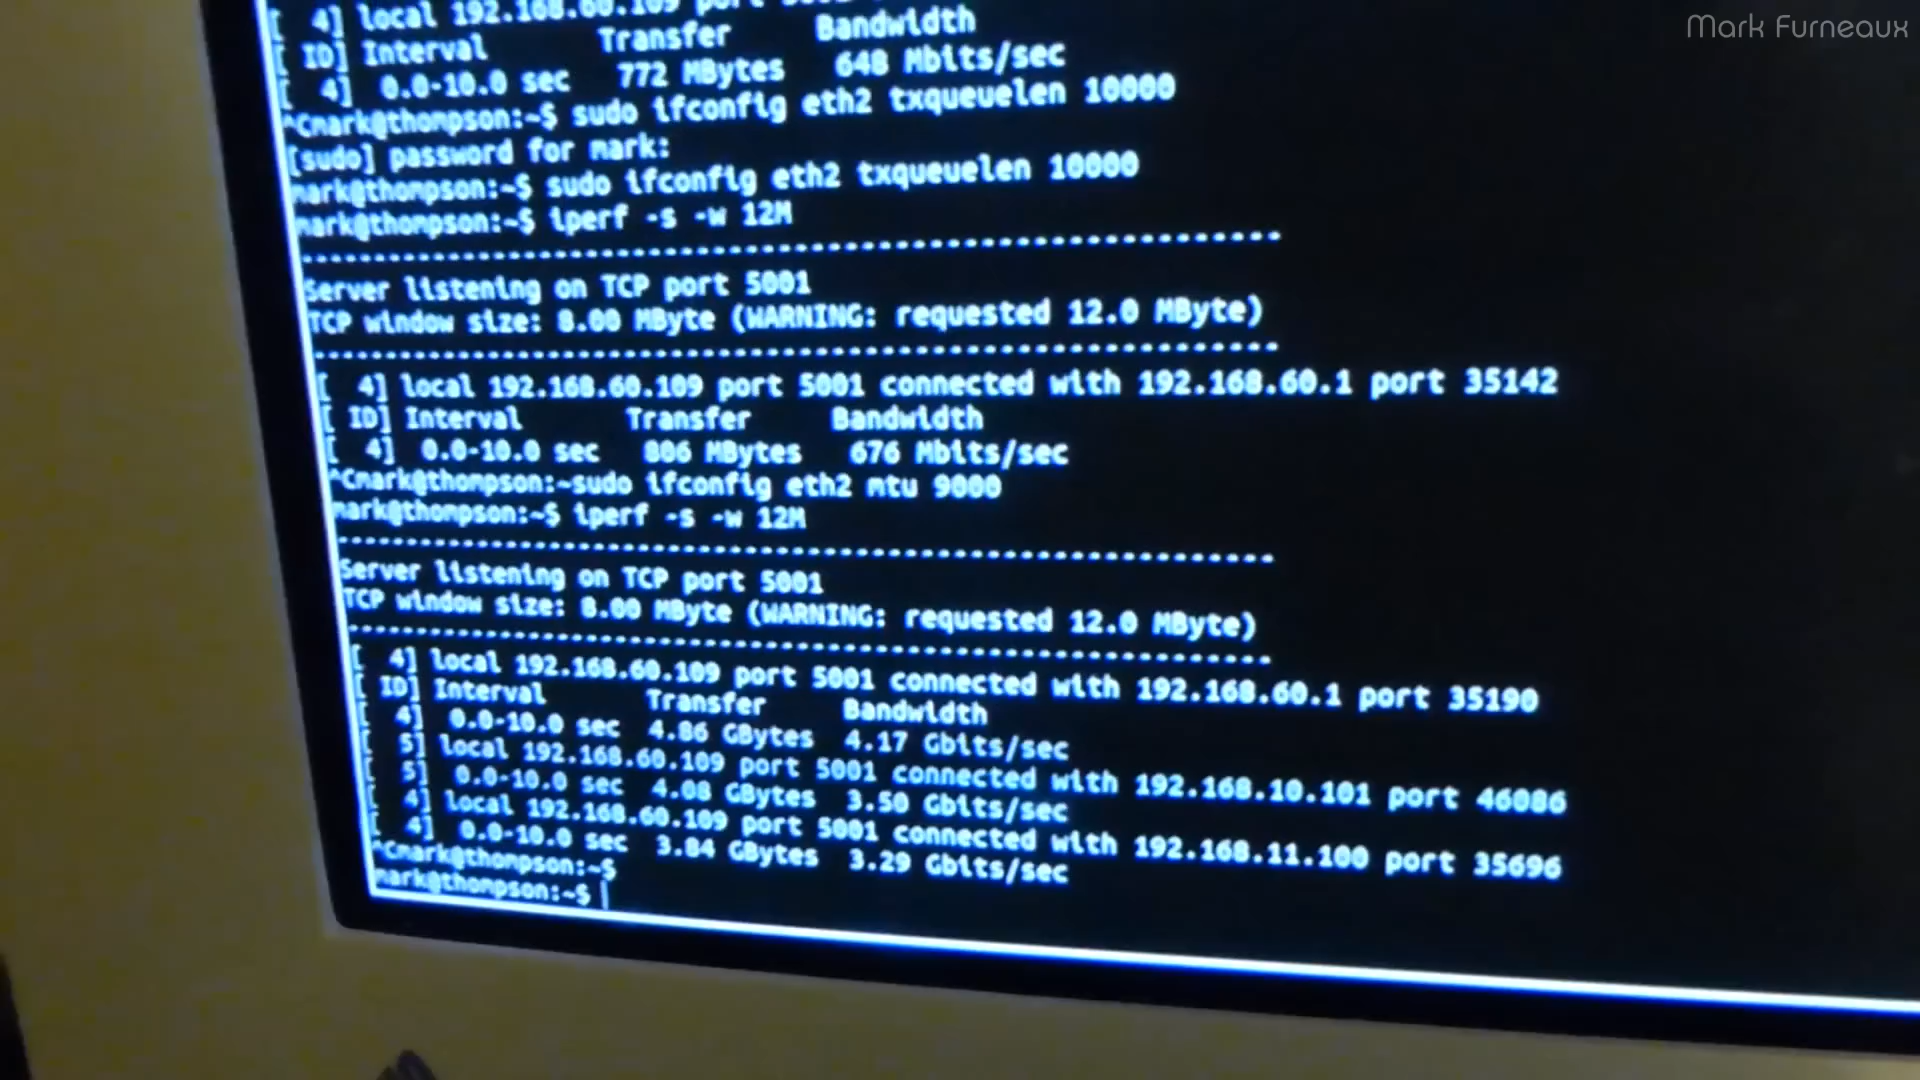 Mark Furneaux
[  4] local 192.168.60.109 port
[ ID] Interval       Transfer     Bandwidth
[  4]  0.0-10.0 sec   772 MBytes   648 Mbits/sec
^Cmark@thompson:~$ sudo ifconfig eth2 txqueuelen 10000
[sudo] password for mark:
mark@thompson:~$ sudo ifconfig eth2 txqueuelen 10000
mark@thompson:~$ iperf -s -w 12M
------------------------------------------------------------
Server listening on TCP port 5001
TCP window size: 8.00 MByte (WARNING: requested 12.0 MByte)
------------------------------------------------------------
[  4] local 192.168.60.109 port 5001 connected with 192.168.60.1 port 35142
[ ID] Interval       Transfer     Bandwidth
[  4]  0.0-10.0 sec   806 MBytes   676 Mbits/sec
^Cmark@thompson:~sudo ifconfig eth2 mtu 9000
mark@thompson:~$ iperf -s -w 12M
------------------------------------------------------------
Server listening on TCP port 5001
TCP window size: 8.00 MByte (WARNING: requested 12.0 MByte)
------------------------------------------------------------
[  4] local 192.168.60.109 port 5001 connected with 192.168.60.1 port 35190
[ ID] Interval       Transfer     Bandwidth
[  4]  0.0-10.0 sec  4.86 GBytes  4.17 Gbits/sec
[  5] local 192.168.60.109 port 5001 connected with 192.168.10.101 port 46086
[  5]  0.0-10.0 sec  4.08 GBytes  3.50 Gbits/sec
[  4] local 192.168.60.109 port 5001 connected with 192.168.11.100 port 35696
[  4]  0.0-10.0 sec  3.84 GBytes  3.29 Gbits/sec
^Cmark@thompson:~$
mark@thompson:~$